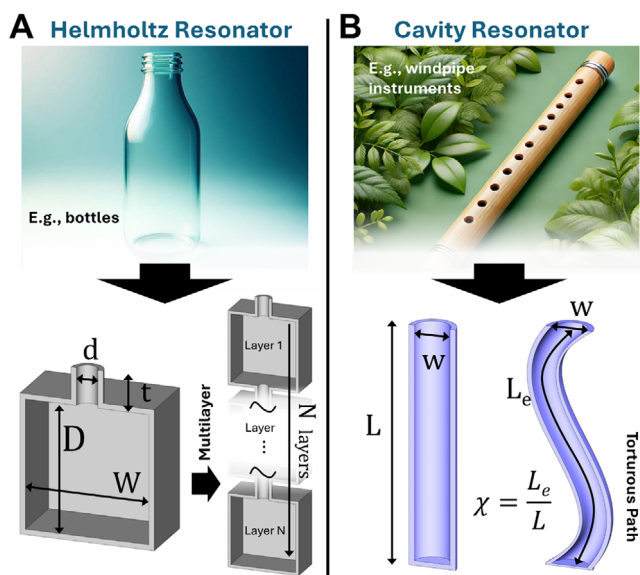 A Helmholtz Resonator
E.g., bottles
d
t
D
W
Multilayer
Layer 1
Layer
...
Layer N
N layers
B Cavity Resonator
E.g., windpipe
instruments
L
w
w
Lₑ
χ = Lₑ / L
Torturous Path